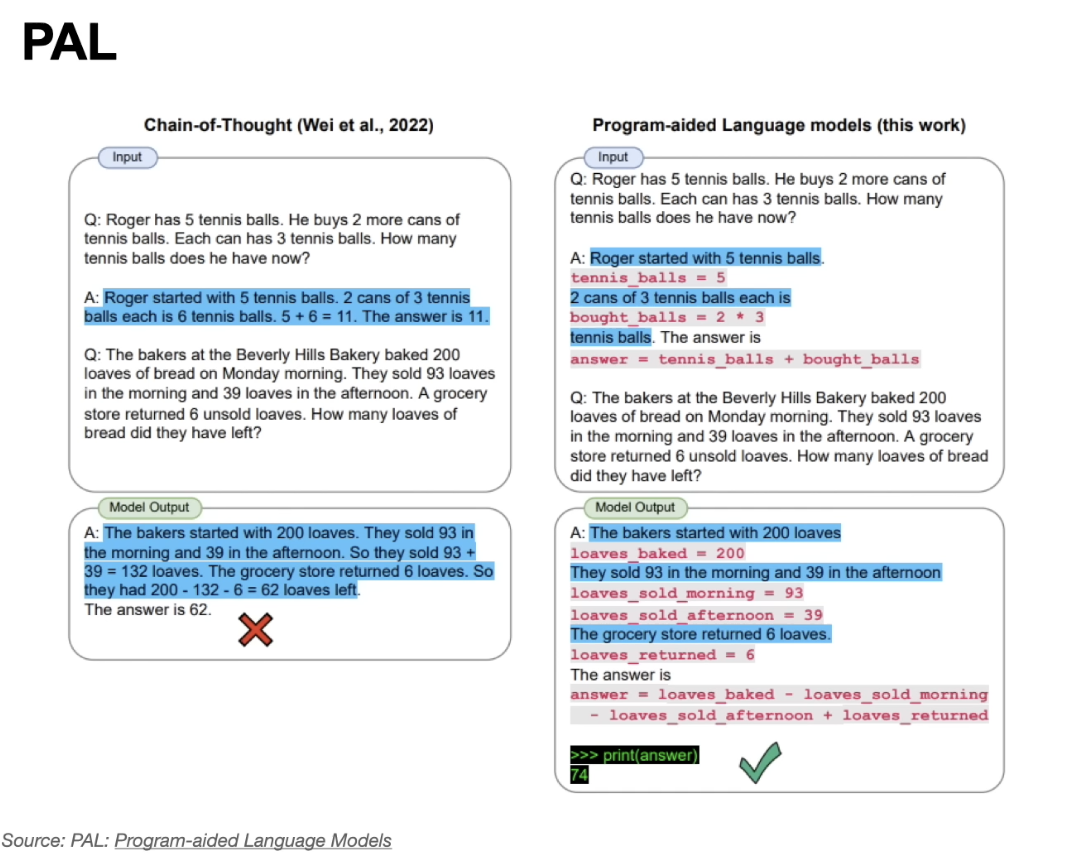 PAL
Chain-of-Thought (Wei et al., 2022)
Input
Q: Roger has 5 tennis balls. He buys 2 more cans of
tennis balls. Each can has 3 tennis balls. How many
tennis balls does he have now?
A: Roger started with 5 tennis balls. 2 cans of 3 tennis
balls each is 6 tennis balls. 5 + 6 = 11. The answer is 11.
Q: The bakers at the Beverly Hills Bakery baked 200
loaves of bread on Monday morning. They sold 93 loaves
in the morning and 39 loaves in the afternoon. A grocery
store returned 6 unsold loaves. How many loaves of
bread did they have left?
Model Output
A: The bakers started with 200 loaves. They sold 93 in
the morning and 39 in the afternoon. So they sold 93 +
39 = 132 loaves. The grocery store returned 6 loaves. So
they had 200 - 132 - 6 = 62 loaves left.
The answer is 62.
Program-aided Language models (this work)
Input
Q: Roger has 5 tennis balls. He buys 2 more cans of
tennis balls. Each can has 3 tennis balls. How many
tennis balls does he have now?
A: Roger started with 5 tennis balls.
tennis_balls = 5
2 cans of 3 tennis balls each is
bought_balls = 2 * 3
tennis balls. The answer is
answer = tennis_balls + bought_balls
Q: The bakers at the Beverly Hills Bakery baked 200
loaves of bread on Monday morning. They sold 93 loaves
in the morning and 39 loaves in the afternoon. A grocery
store returned 6 unsold loaves. How many loaves of bread
did they have left?
Model Output
A: The bakers started with 200 loaves
loaves_baked = 200
They sold 93 in the morning and 39 in the afternoon
loaves_sold_morning = 93
loaves_sold_afternoon = 39
The grocery store returned 6 loaves.
loaves_returned = 6
The answer is
answer = loaves_baked - loaves_sold_morning
- loaves_sold_afternoon + loaves_returned
>>> print(answer)
74
Source: PAL: Program-aided Language Models